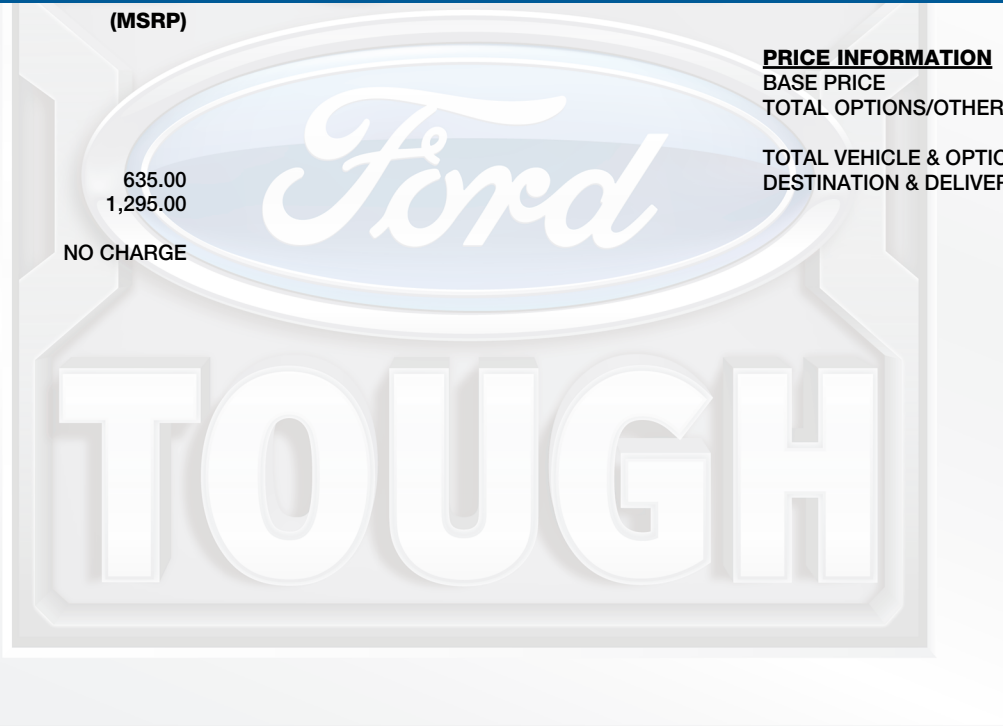 (MSRP)
635.00
1,295.00
NO CHARGE
PRICE INFORMATION
BASE PRICE
TOTAL OPTIONS/OTHER
TOTAL VEHICLE & OPTIO
DESTINATION & DELIVER
Ford
TOUGH